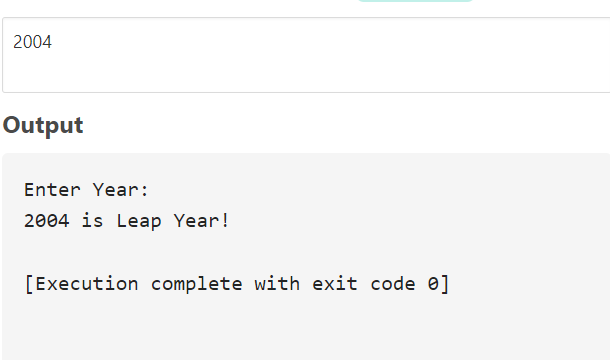 2004
Output
Enter Year:
2004 is Leap Year!
[Execution complete with exit code 0]